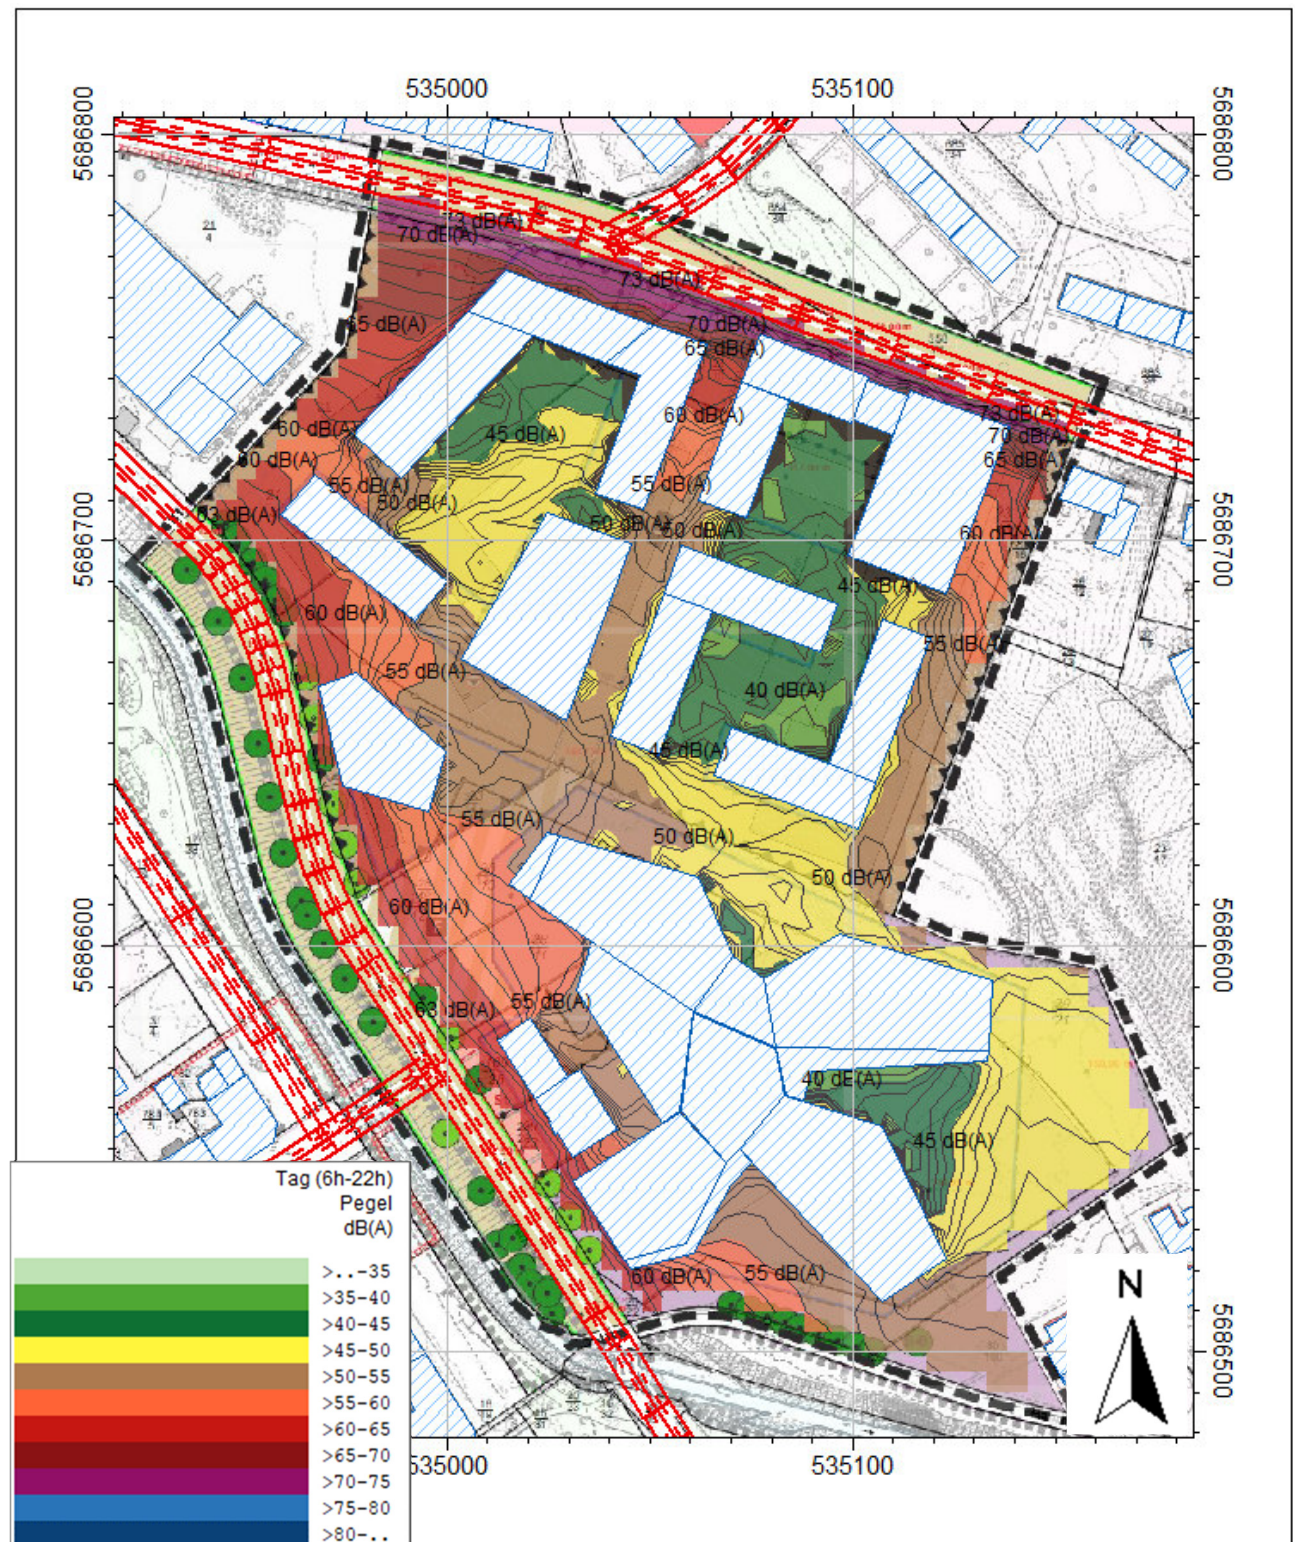 535000 535100
5686800 5686800
73 dB(A)
70 dB(A)
73 dB(A)
65 dB(A)
70 dB(A)
65 dB(A)
60 dB(A)
73 dB(A)
60 dB(A)
45 dB(A)
70 dB(A)
60 dB(A)
65 dB(A)
55 dB(A)
55 dB(A)
50 dB(A)
63 dB(A)
50 dB(A)
50 dB(A)
60 dB(A)
5686700 5686700
45 dB(A)
60 dB(A)
55 dB(A)
55 dB(A)
40 dB(A)
45 dB(A)
55 dB(A)
50 dB(A)
50 dB(A)
60 dB(A)
5686600 5686600
55 dB(A)
63 dB(A)
40 dB(A)
45 dB(A)
60 dB(A)
55 dB(A)
5686500
N
Tag (6h-22h)
Pegel
dB(A)
>..-35
>35-40
>40-45
>45-50
>50-55
>55-60
>60-65
>65-70
>70-75
>75-80
>80-..
535000 535100